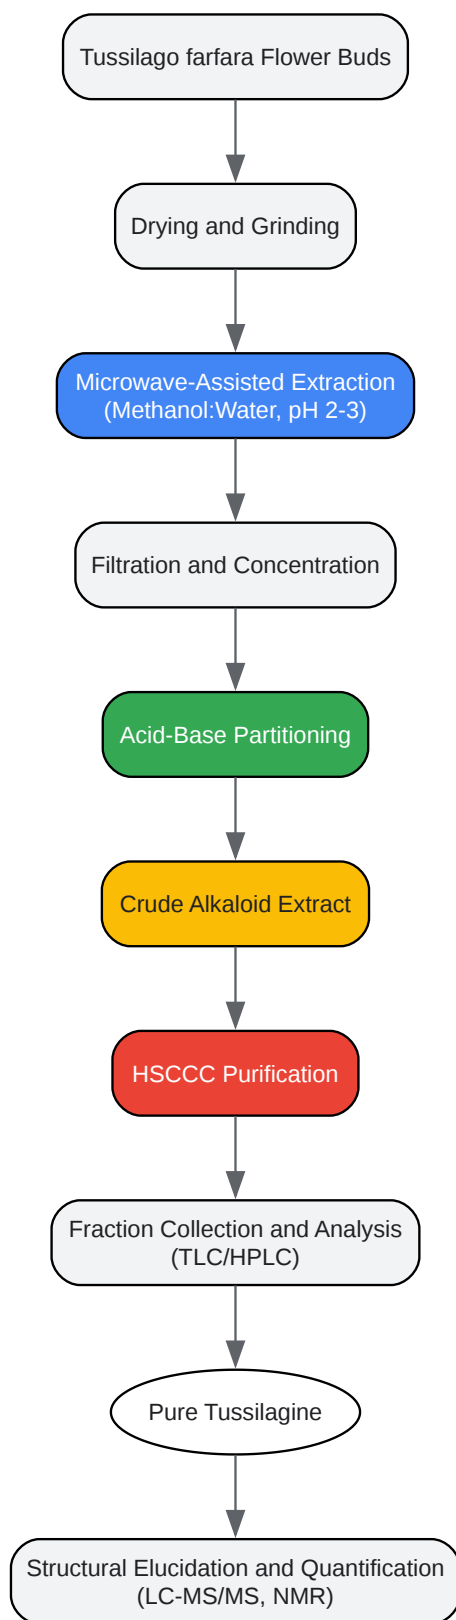 Tussilago farfara Flower Buds
Drying and Grinding
Microwave-Assisted Extraction
(Methanol:Water, pH 2-3)
Filtration and Concentration
Acid-Base Partitioning
Crude Alkaloid Extract
HSCCC Purification
Fraction Collection and Analysis
(TLC/HPLC)
Pure Tussilagine
Structural Elucidation and Quantification
(LC-MS/MS, NMR)